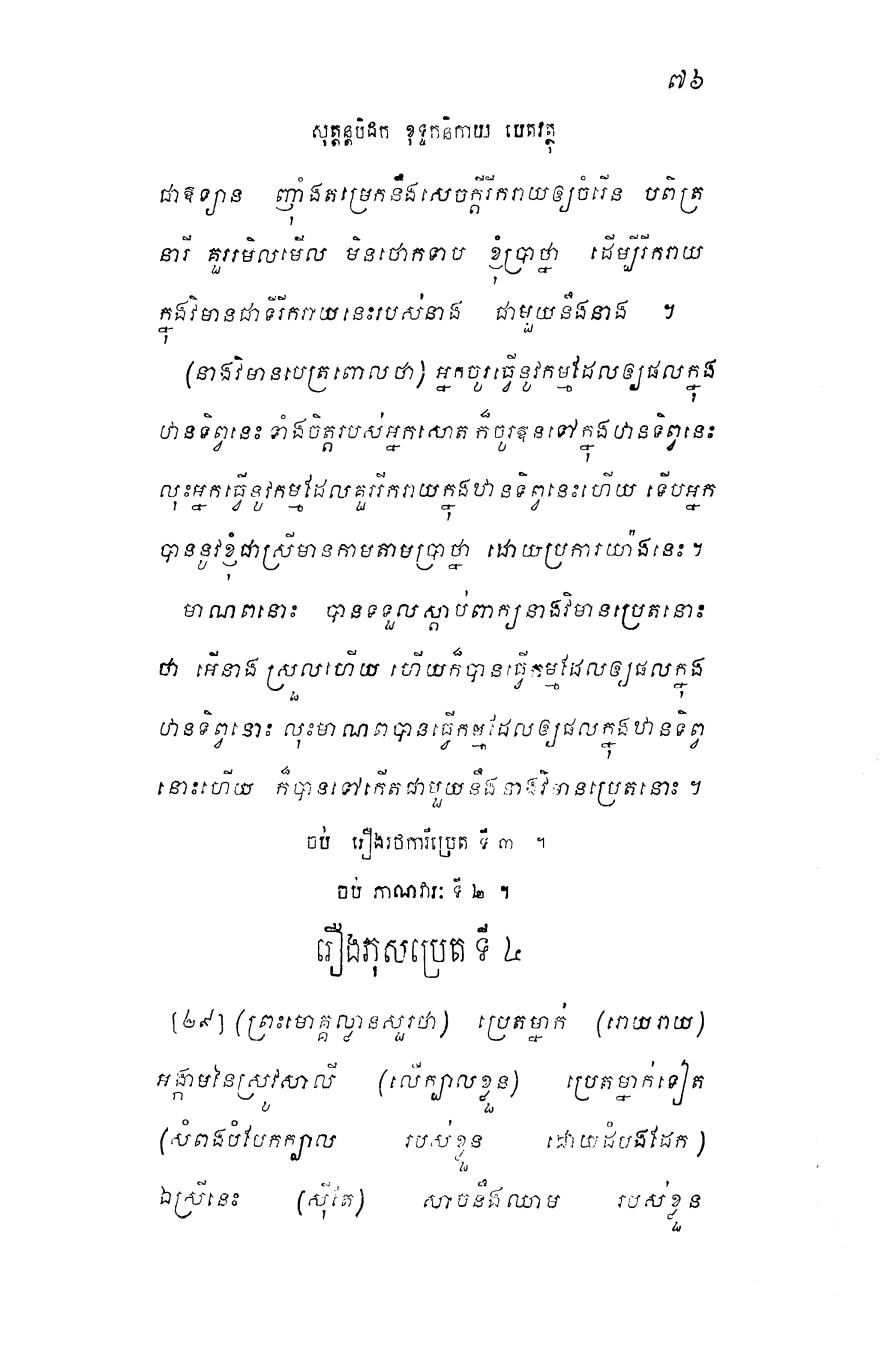 ៧៦
សុត្តន្តបិដក ខុទ្ទកនិកាយ បេតវត្ថុ
ជាឧទ្យាន ញុំាងតម្រេកនឹងសេចក្តីរីករាយឲ្យចំរើន បពិត្រ
នារី គួររមិលមើល មិនថោកទាប ខ្ញុំប្រាថ្នា ដើម្បីរីករាយ
ក្នុងវិមានជាទីរីករាយនេះរបស់នាង ជាមួយនឹងនាង ។
(នាងវិមានបេត្រពោលថា) អ្នកចូរធ្វើនូវកម្មដែលឲ្យផលក្នុង
ឋានទិព្វនេះ ទាំងចិត្តរបស់អ្នកសោត ក៏ចូរឱនទៅក្នុងឋានទិព្វនេះ
លុះអ្នកធ្វើនូវកម្មដែលគួររីករាយក្នុងឋានទិព្វនេះហើយ ទើបអ្នក
បាននូវខ្ញុំជាស្រីមានកាមតាមប្រាថ្នា ដោយប្រការយ៉ាងនេះ ។
មាណពនោះ បានទទួលស្តាប់ពាក្យនាងវិមានប្រេតនោះ
ថា អើនាង ស្រួលហើយ ហើយក៏បានធ្វើកម្មដែលឲ្យផលក្នុង
ឋានទិព្វនោះ លុះមាណពបានធ្វើកម្មដែលឲ្យផលក្នុងឋានទិព្វ
នោះហើយ ក៏បានទៅកើតជាមួយនឹងនាងវិមានប្រេតនោះ ។
ចប់ រឿងរថការីប្រេត ទី ៣ ។
ចប់ ភាណវារៈ ទី ២ ។
រឿងភុសប្រេត ទី ៤
[២៩] (ព្រះមោគ្គល្លានសួរថា) ប្រេតម្នាក់ (រោយរាយ)
អង្កាមនៃស្រូវសាលី (លើក្បាលខ្លួន) ប្រេតម្នាក់ទៀត
(សំពងបំបែកក្បាល របស់ខ្លួន ដោយដំបងដែក)
ឯស្រីនេះ (ស៊ីតែ) សាច់នឹងឈាម របស់ខ្លួន